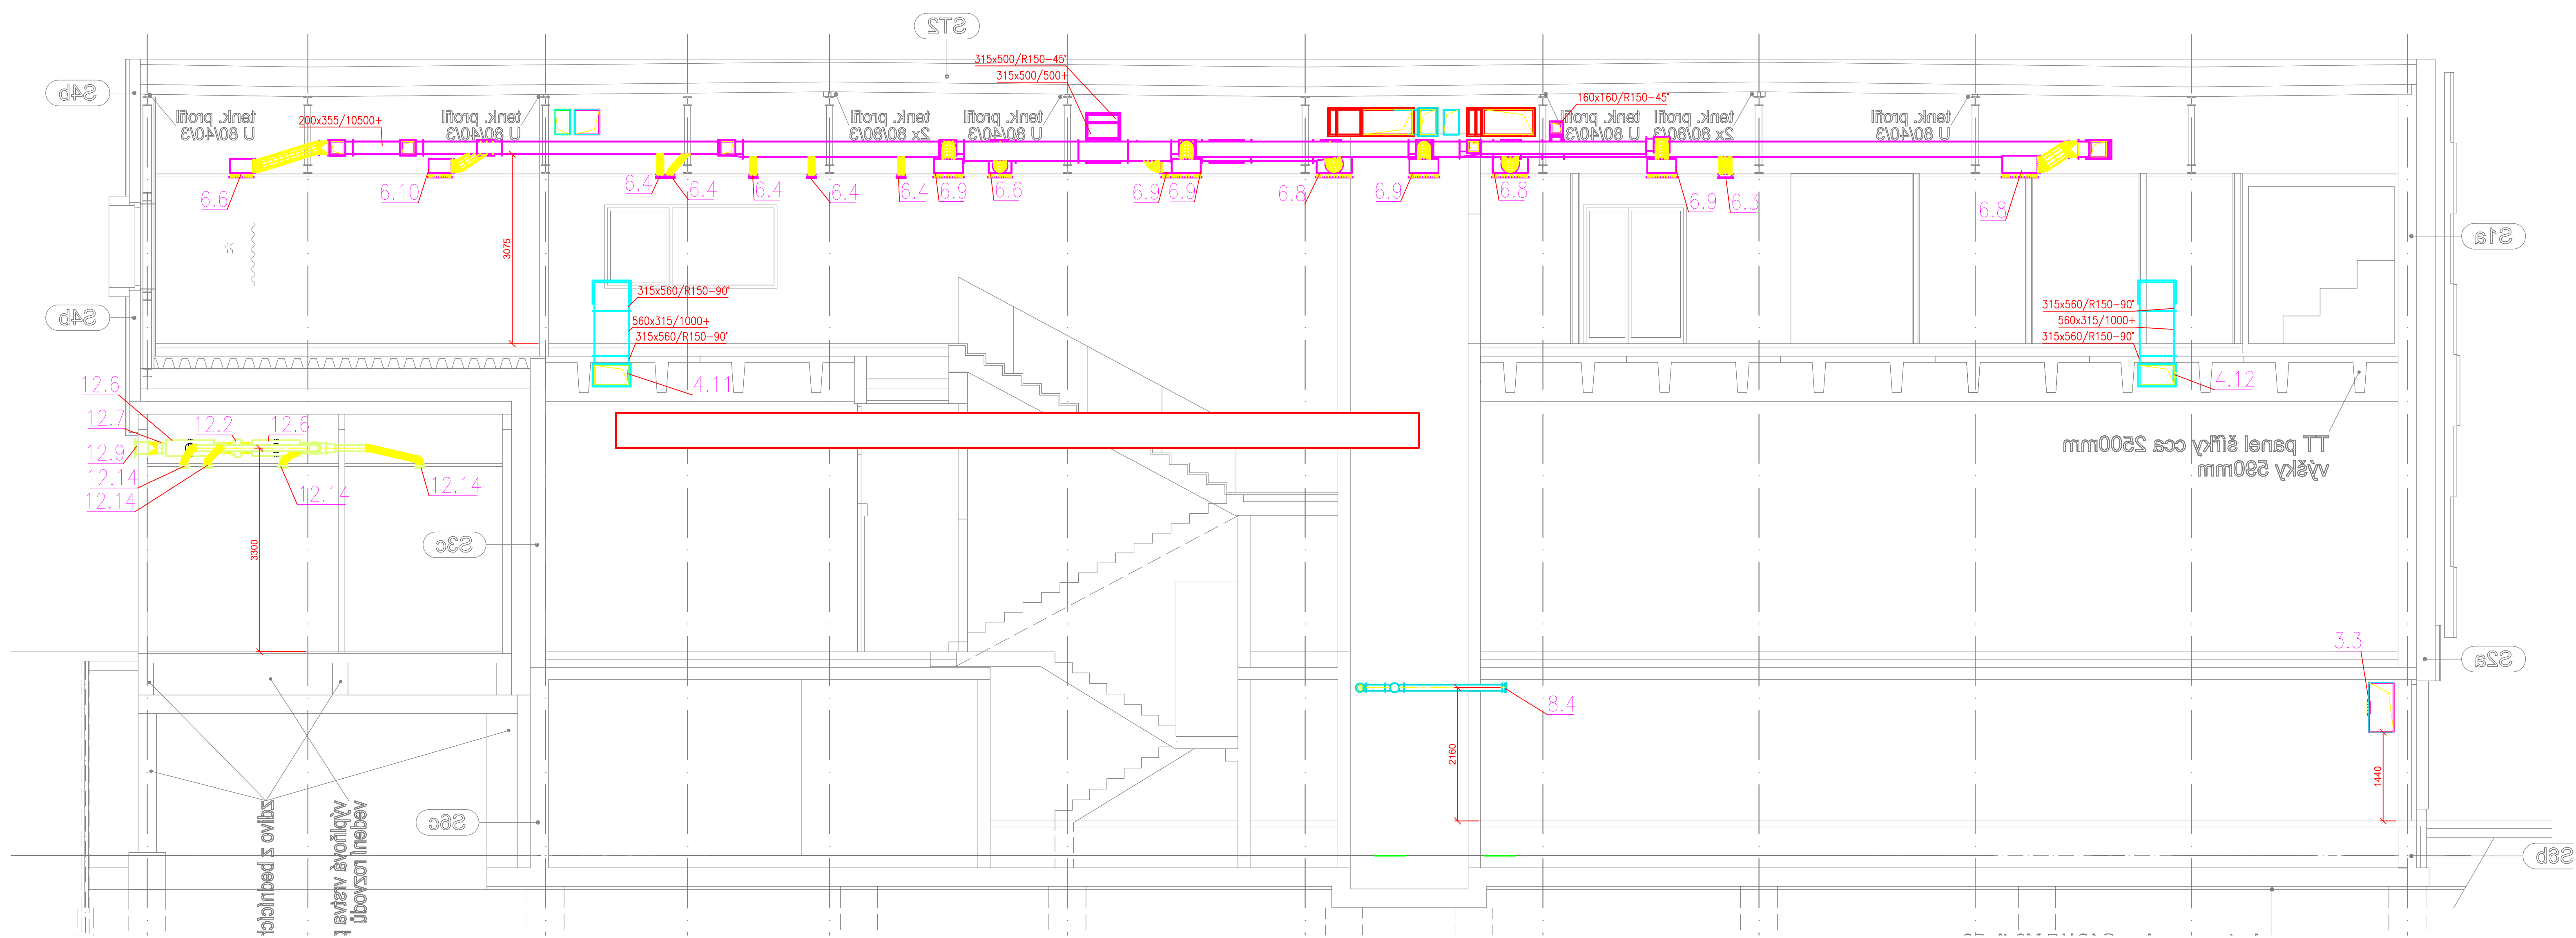 ST2
315x500/R150-45°
315x500/500+
S4b
tenk. profil
U 80/40/3
200x355/10500+
tenk. profil
U 80/40/3
tenk. profil
2x 80/80/3
tenk. profil
U 80/40/3
160x160/R150-45°
tenk. profil
U 80/40/3
tenk. profil
2x 80/80/3
tenk. profil
U 80/40/3
6.6
6.10
6.4
6.4
6.4
6.4
6.4
6.9
6.6
6.9
6.9
6.8
6.9
6.8
6.9
6.3
6.8
3075
S1a
S4b
315x560/R150-90°
560x315/1000+
315x560/R150-90°
4.11
315x560/R150-90°
560x315/1000+
315x560/R150-90°
4.12
12.6
12.7
12.2
12.6
12.9
12.14
12.14
12.14
12.14
TT panel šířky cca 2500mm
výšky 590mm
S3c
3300
3.3
S2a
8.4
2160
1440
S6c
zdivo z bednících
výplňová vrstva
vedení rozvodů
S6b